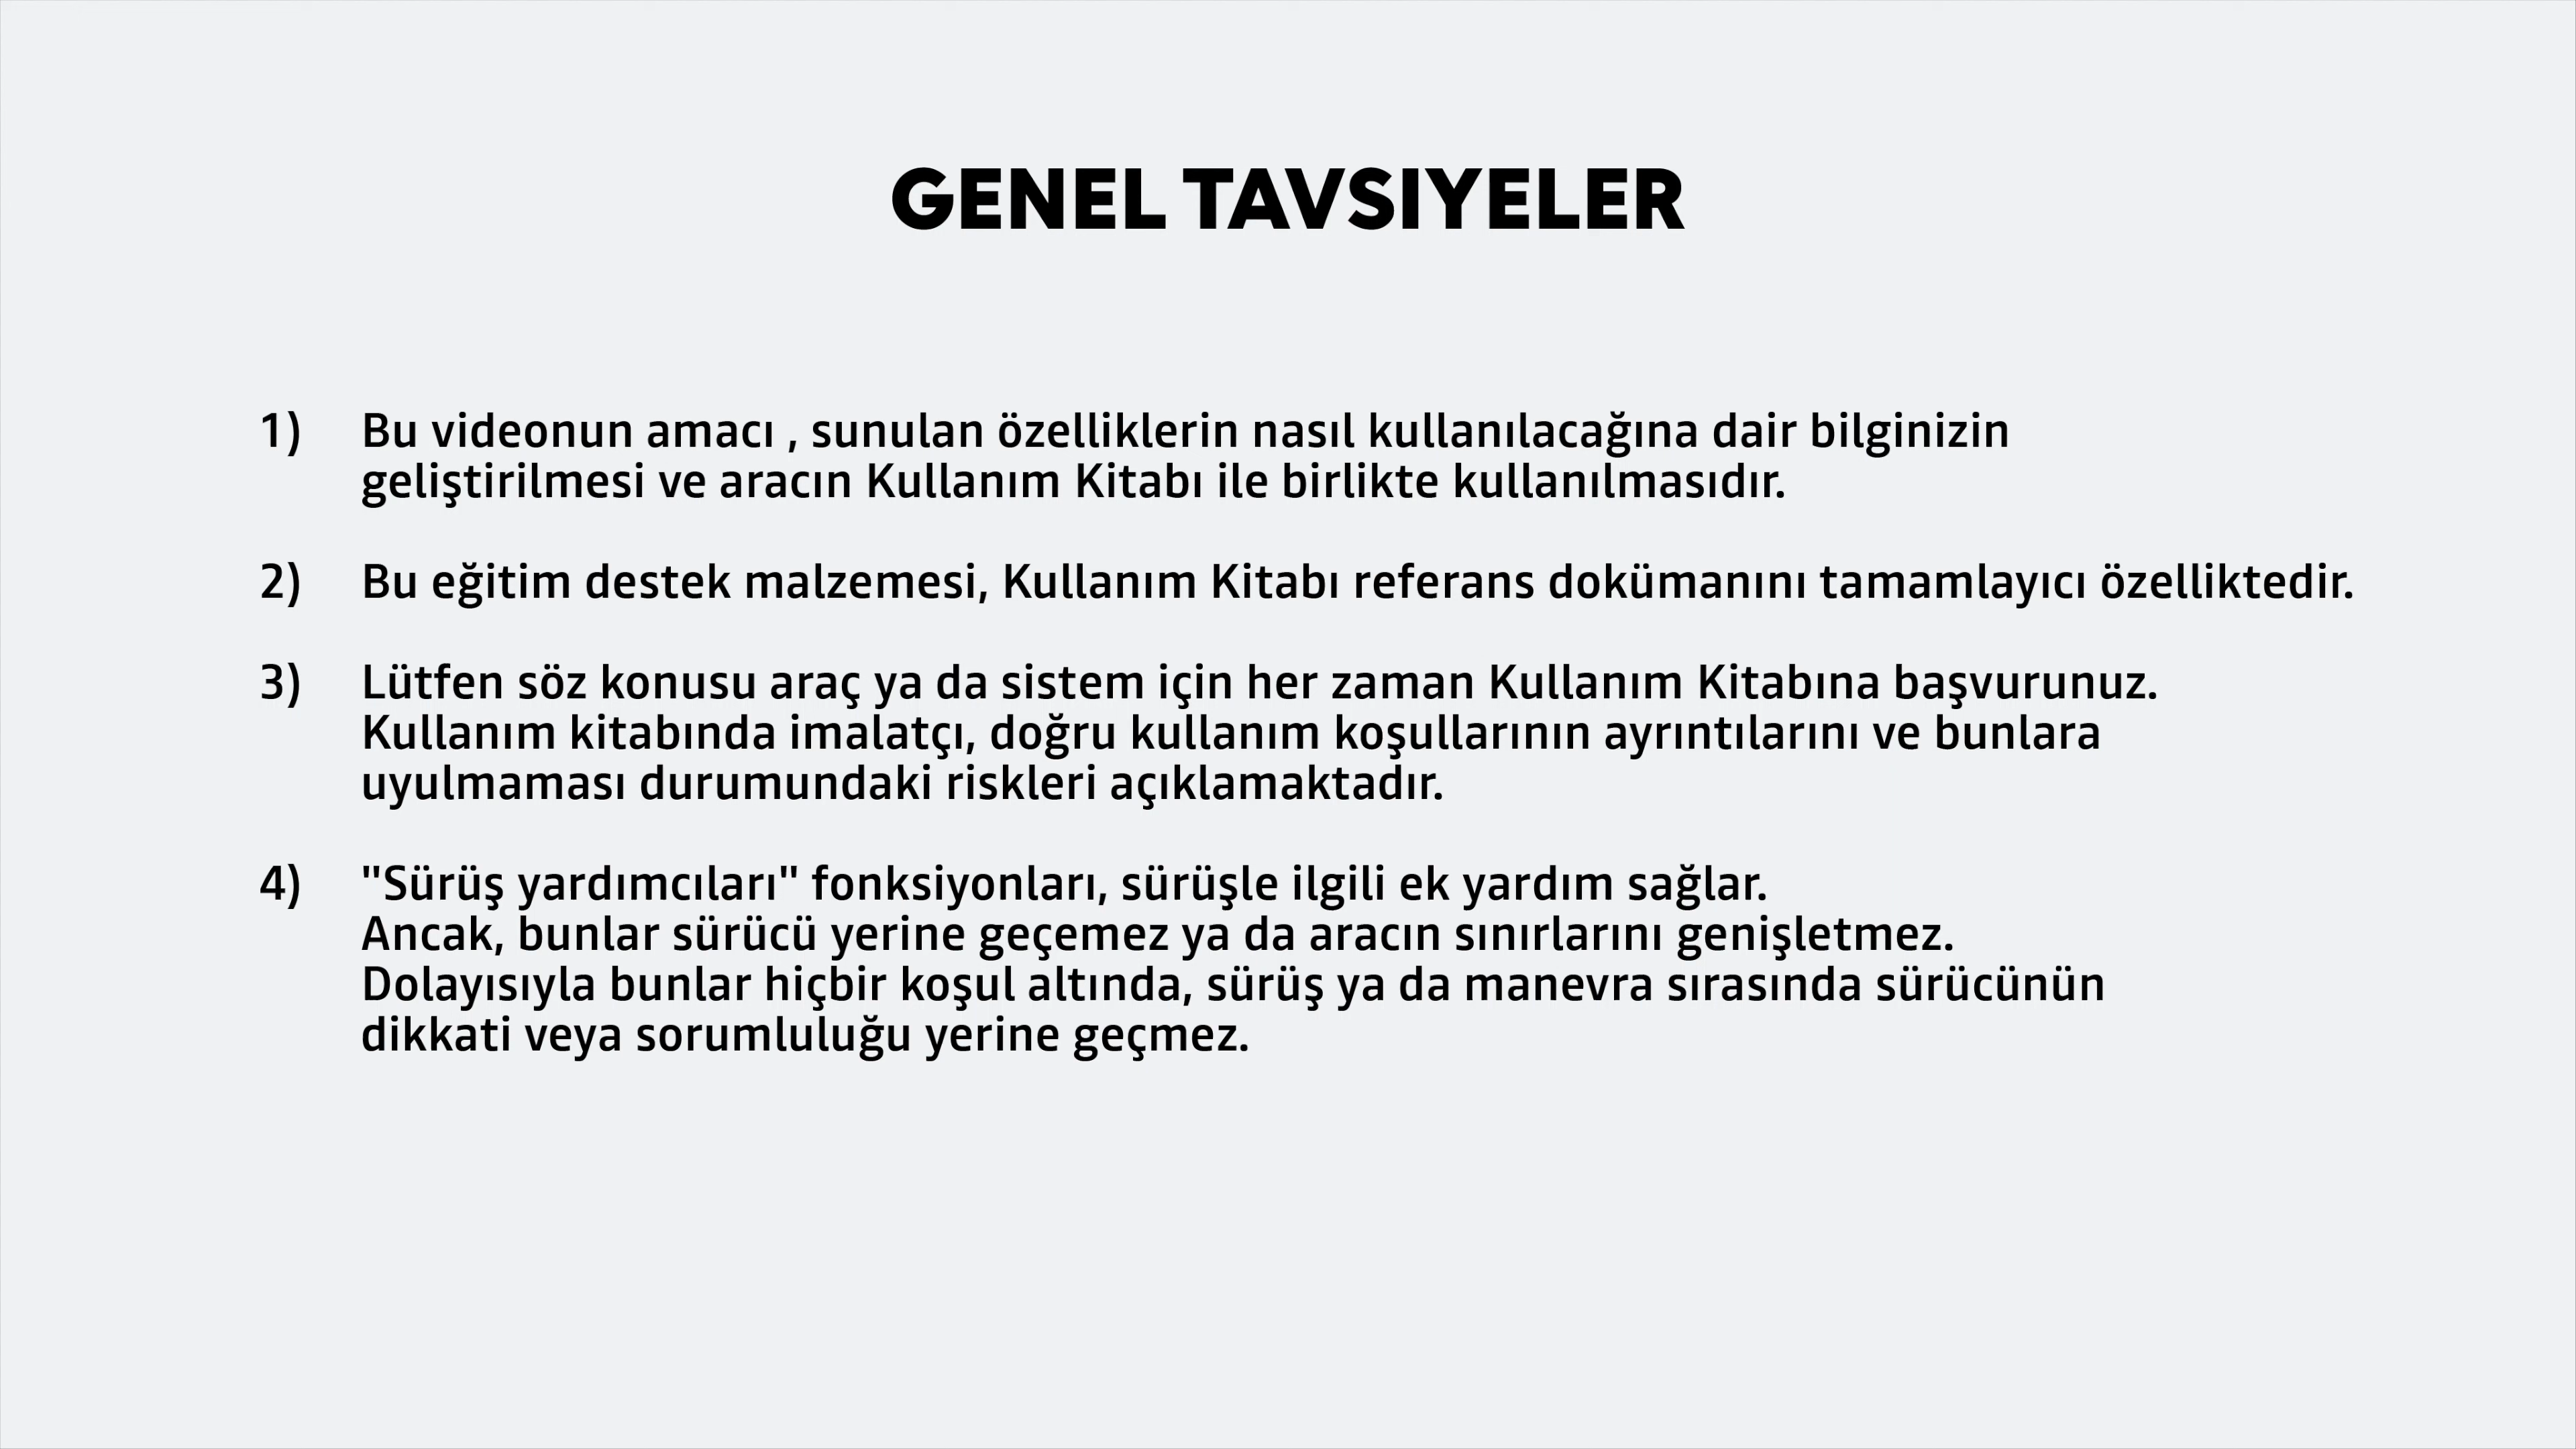 GENEL TAVSIYELER
1) Bu videonun amacı , sunulan özelliklerin nasıl kullanılacağına dair bilginizin
geliştirilmesi ve aracın Kullanım Kitabı ile birlikte kullanılmasıdır.
2) Bu eğitim destek malzemesi, Kullanım Kitabı referans dokümanını tamamlayıcı özelliktedir.
3) Lütfen söz konusu araç ya da sistem için her zaman Kullanım Kitabına başvurunuz.
Kullanım kitabında imalatçı, doğru kullanım koşullarının ayrıntılarını ve bunlara
uyulmaması durumundaki riskleri açıklamaktadır.
4) "Sürüş yardımcıları" fonksiyonları, sürüşle ilgili ek yardım sağlar.
Ancak, bunlar sürücü yerine geçemez ya da aracın sınırlarını genişletmez.
Dolayısıyla bunlar hiçbir koşul altında, sürüş ya da manevra sırasında sürücünün
dikkati veya sorumluluğu yerine geçmez.